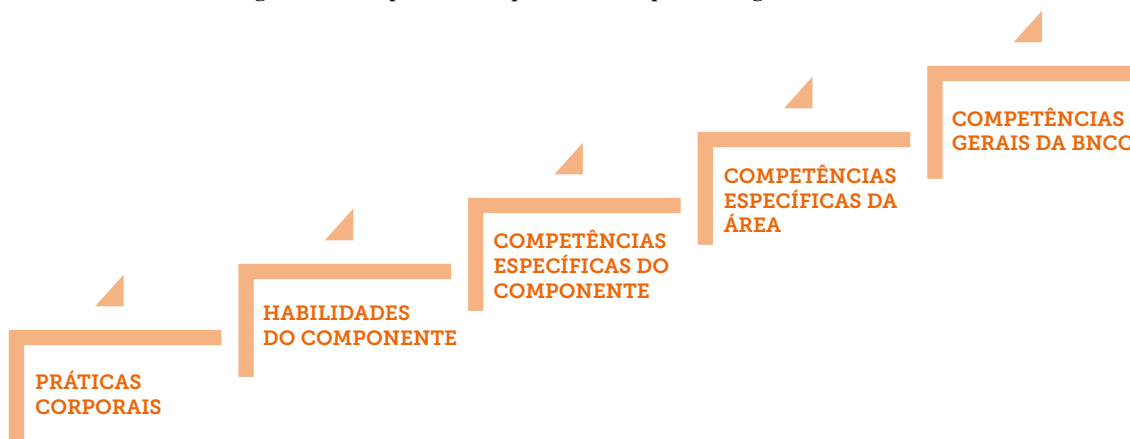 PRÁTICAS
CORPORAIS
HABILIDADES
DO COMPONENTE
COMPETÊNCIAS
ESPECÍFICAS DO
COMPONENTE
COMPETÊNCIAS
ESPECÍFICAS DA
ÁREA
COMPETÊNCIAS
GERAIS DA BNCC